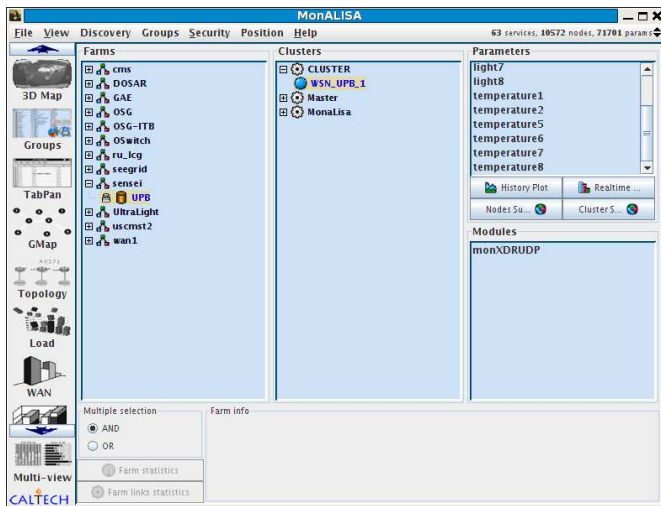 MonALISA
File View Discovery Groups Security Position Help
63 services, 10572 nodes, 71701 params
3D Map
Groups
TabPan
GMap
Topology
Load
WAN
Multi-view
CALTECH
Farms
cms
DOSAR
GAE
OSG
OSG-ITB
OSwitch
ru_lcg
seegrid
sensei
UPB
UltraLight
uscmst2
wan1
Clusters
CLUSTER
WSN_UPB_1
Master
MonaLisa
Parameters
light7
light8
temperature1
temperature2
temperature5
temperature6
temperature7
temperature8
History Plot
Realtime ...
Nodes Su...
Cluster S...
Modules
monXDRUDP
Multiple selection
AND
OR
Farm statistics
Farm links statistics
Farm info